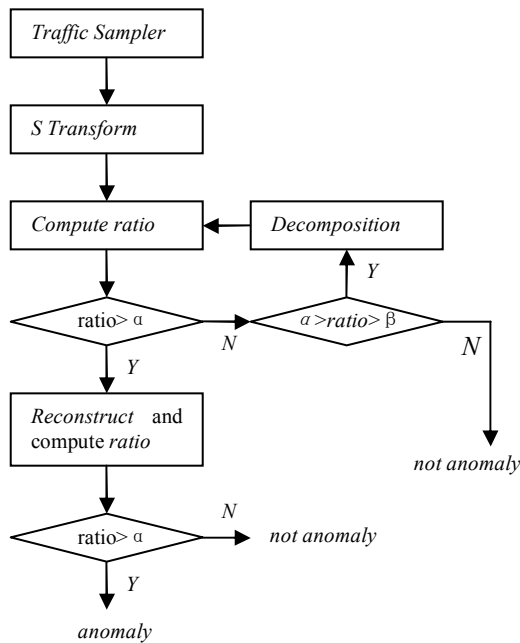 Traffic Sampler
S Transform
Compute ratio
Decomposition
Y
ratio> α
N
α >ratio> β
N
Y
Reconstruct and
compute ratio
not anomaly
ratio> α
N
not anomaly
Y
anomaly